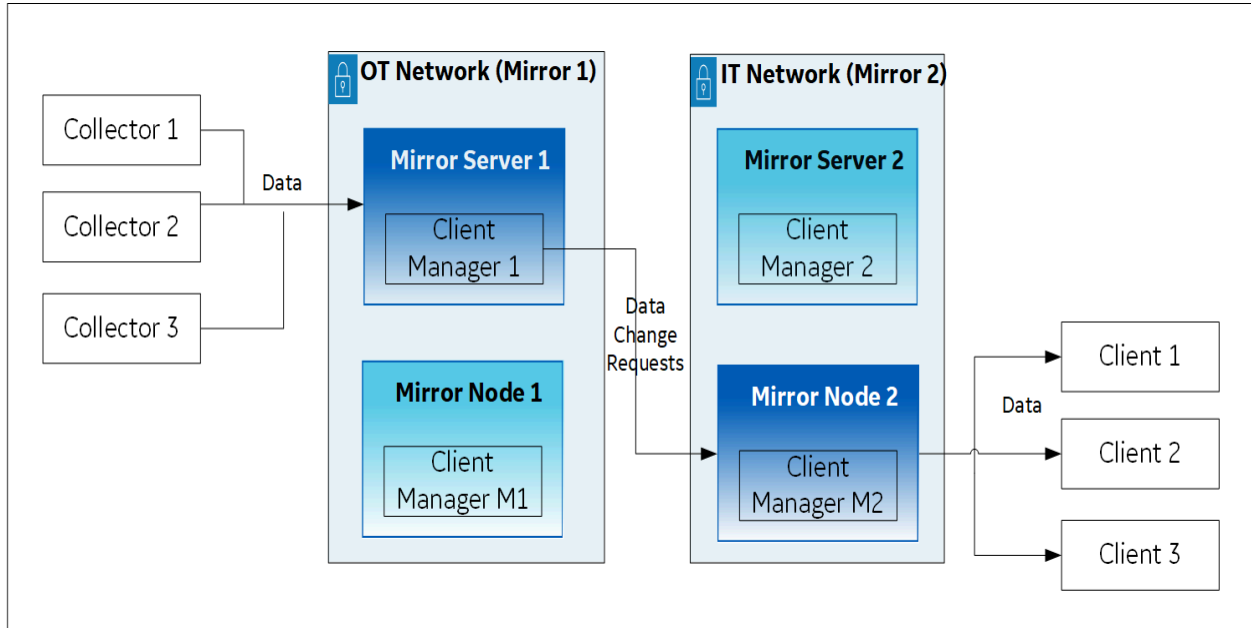 OT Network (Mirror 1)
IT Network (Mirror 2)
Collector 1
Collector 2
Collector 3
Data
Mirror Server 1
Client
Manager 1
Mirror Node 1
Client
Manager M1
Data
Change
Requests
Mirror Server 2
Client
Manager 2
Mirror Node 2
Client
Manager M2
Data
Client 1
Client 2
Client 3